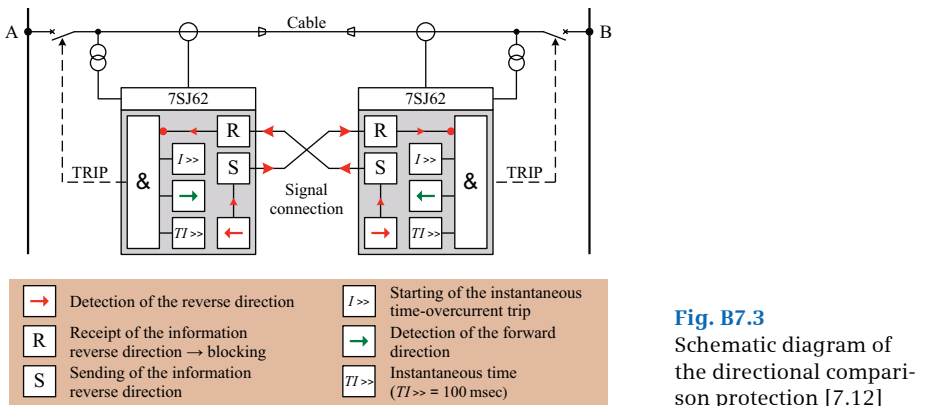 A
Cable
B
7SJ62
7SJ62
R
R
I >>
I >>
S
S
TRIP
&
&
TRIP
Signal
connection
TI >>
TI >>
Detection of the reverse direction
R
Receipt of the information
reverse direction → blocking
S
Sending of the information
reverse direction
I >>
Starting of the instantaneous
time-overcurrent trip
Detection of the forward
direction
TI >>
Instantaneous time
(TI >> = 100 msec)
Fig. B7.3
Schematic diagram of
the directional compari-
son protection [7.12]